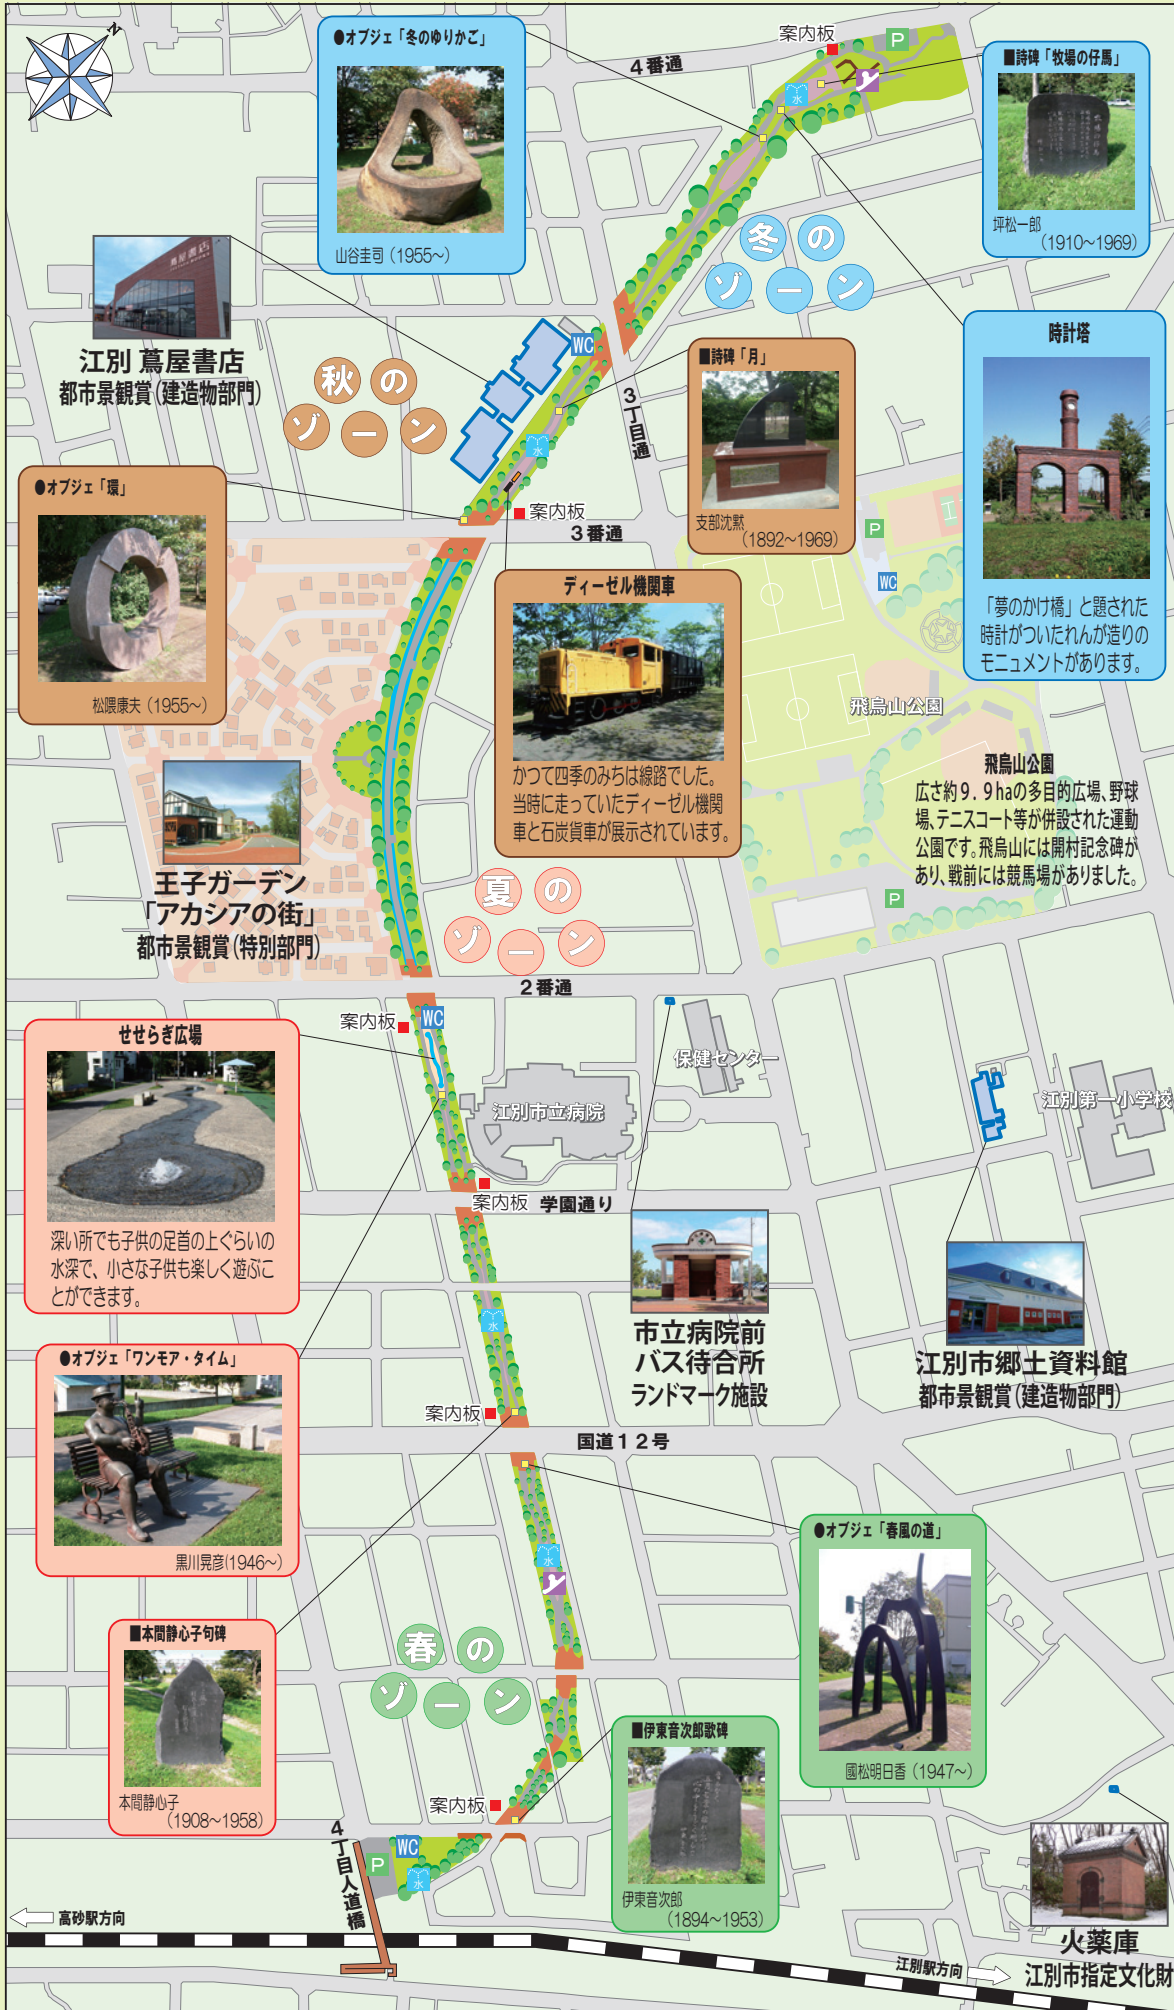 N
●オブジェ「冬のゆりかご」
山谷圭司（1955～）
4番通
案内板
P
水
■詩碑「牧場の仔馬」
坪松一郎
（1910～1969）
冬の
ゾーン
江別 蔦屋書店
都市景観賞（建造物部門）
秋の
ゾーン
WC
3丁目通
水
■詩碑「月」
支部沈黙
（1892～1969）
時計塔
「夢のかけ橋」と題された
時計がついたれんが造りの
モニュメントがあります。
●オブジェ「環」
松隈康夫（1955～）
案内板
3番通
P
WC
ディーゼル機関車
かつて四季のみちは線路でした。
当時に走っていたディーゼル機関
車と石炭貨車が展示されています。
飛烏山公園
飛烏山公園
広さ約9．9haの多目的広場、野球
場、テニスコート等が併設された運動
公園です。飛烏山には開村記念碑が
あり、戦前には競馬場がありました。
P
王子ガーデン
「アカシアの街」
都市景観賞（特別部門）
夏の
ゾーン
2番通
案内板
WC
せせらぎ広場
深い所でも子供の足首の上ぐらいの
水深で、小さな子供も楽しく遊ぶこ
とができます。
保健センター
江別市立病院
江別第一小学校
案内板
学園通り
水
市立病院前
バス待合所
ランドマーク施設
江別市郷土資料館
都市景観賞（建造物部門）
●オブジェ「ワンモア・タイム」
黒川晃彦（1946～）
案内板
国道12号
水
●オブジェ「春風の道」
國松明日香（1947～）
■本間静心子句碑
本間静心子
（1908～1958）
春の
ゾーン
■伊東音次郎歌碑
伊東音次郎
（1894～1953）
案内板
4丁目人道橋
P
WC
水
高砂駅方向
江別駅方向
火薬庫
江別市指定文化財